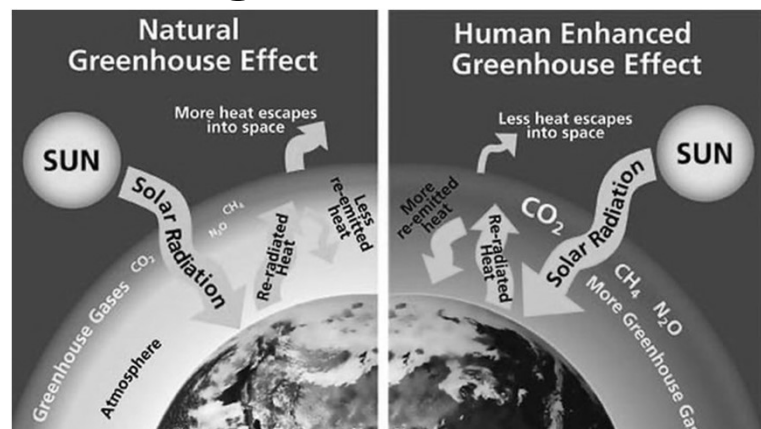 Natural
Greenhouse Effect
More heat escapes
into space
SUN
Solar Radiation
CH₄
N₂O
CO₂
Less
re-emitted
heat
Re-radiated
Heat
Greenhouse Gases
Atmosphere
Human Enhanced
Greenhouse Effect
Less heat escapes
into space
SUN
More
re-emitted
heat
CO₂
Re-radiated
Heat
Solar Radiation
CH₄ N₂O
More Greenhouse Gas